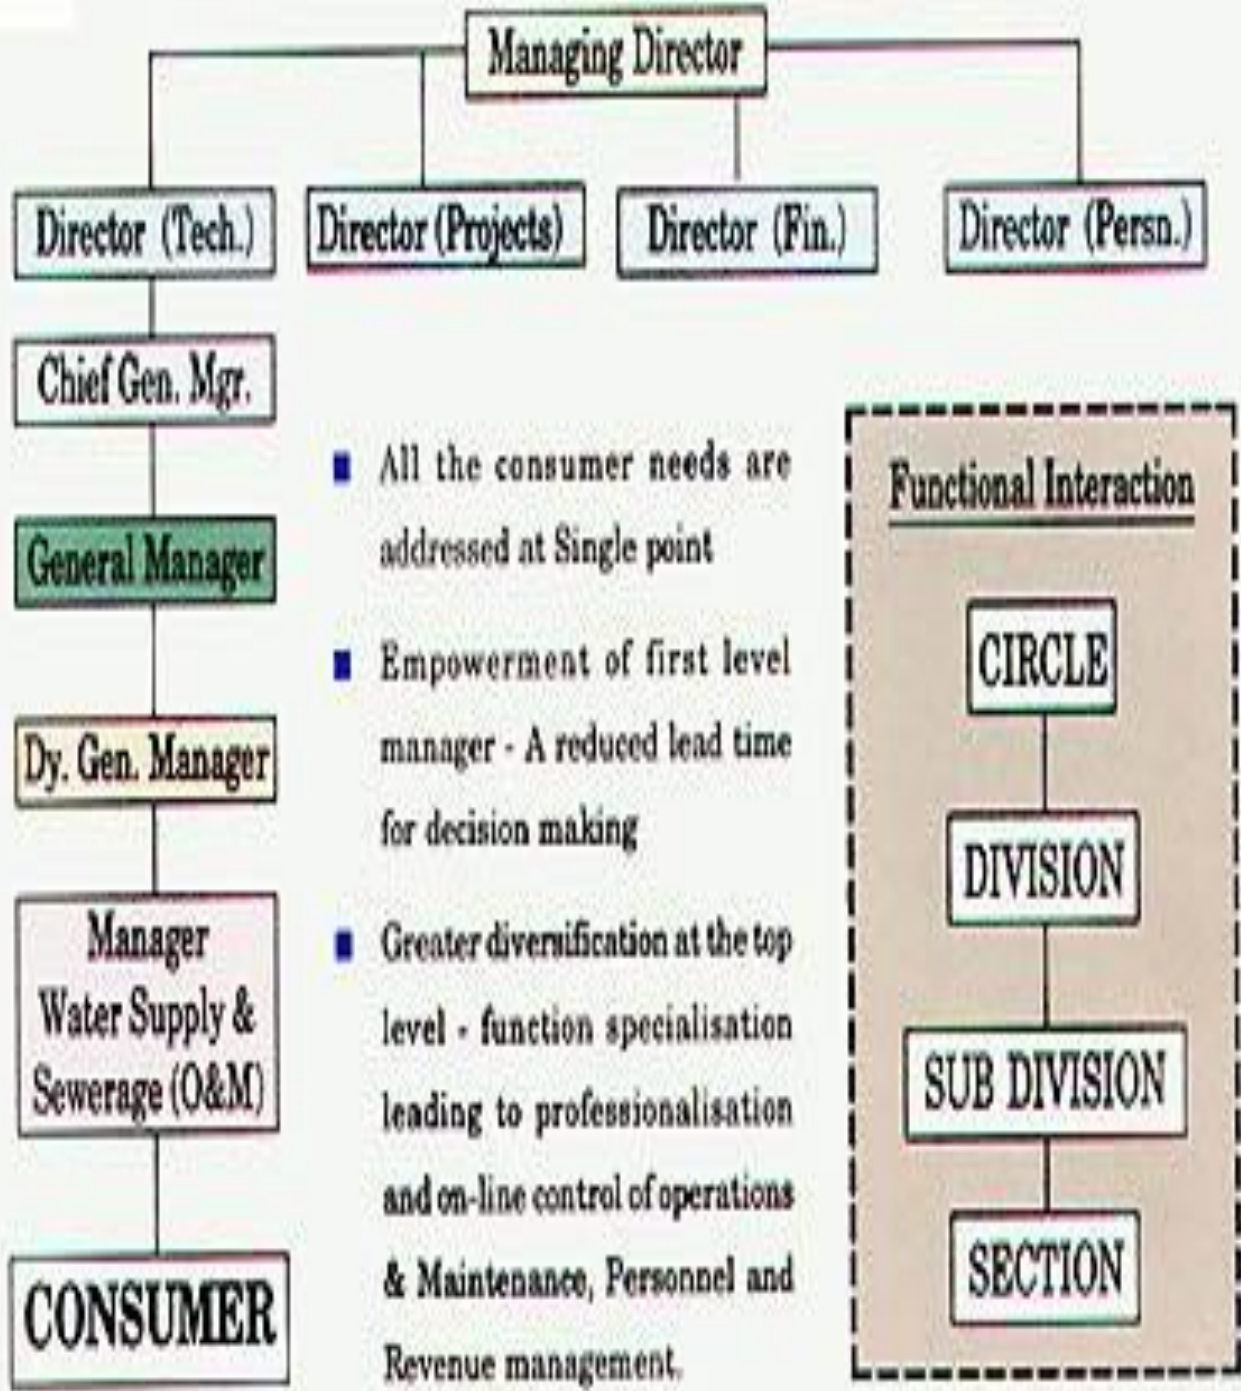 Managing Director
Director (Tech.)
Director (Projects)
Director (Fin.)
Director (Persn.)
Chief Gen. Mgr.
General Manager
Dy. Gen. Manager
Manager
Water Supply &
Sewerage (O&M)
CONSUMER
■ All the consumer needs are
addressed at Single point
■ Empowerment of first level
manager - A reduced lead time
for decision making
■ Greater diversification at the top
level - function specialisation
leading to professionalisation
and on-line control of operations
& Maintenance, Personnel and
Revenue management.
Functional Interaction
CIRCLE
DIVISION
SUB DIVISION
SECTION